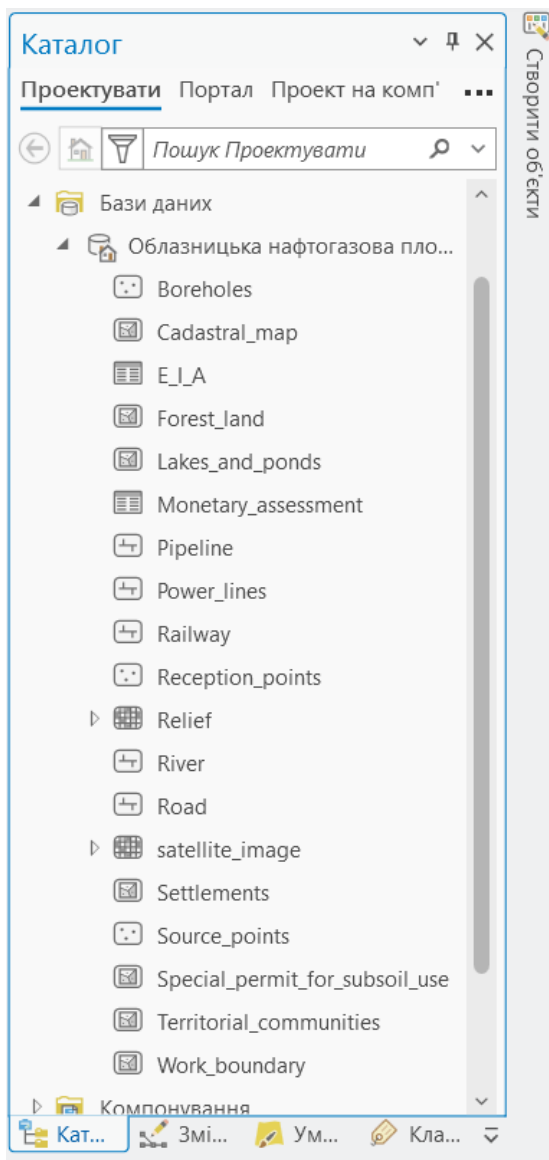 Каталог
Проектувати Портал Проект на комп'
Пошук Проектувати
Бази даних
Облазницька нафтогазова пло...
Boreholes
Cadastral_map
E_I_A
Forest_land
Lakes_and_ponds
Monetary_assessment
Pipeline
Power_lines
Railway
Reception_points
Relief
River
Road
satellite_image
Settlements
Source_points
Special_permit_for_subsoil_use
Territorial_communities
Work_boundary
Компонування
Кат... Змі... Ум... Кла...
Створити об'єкти